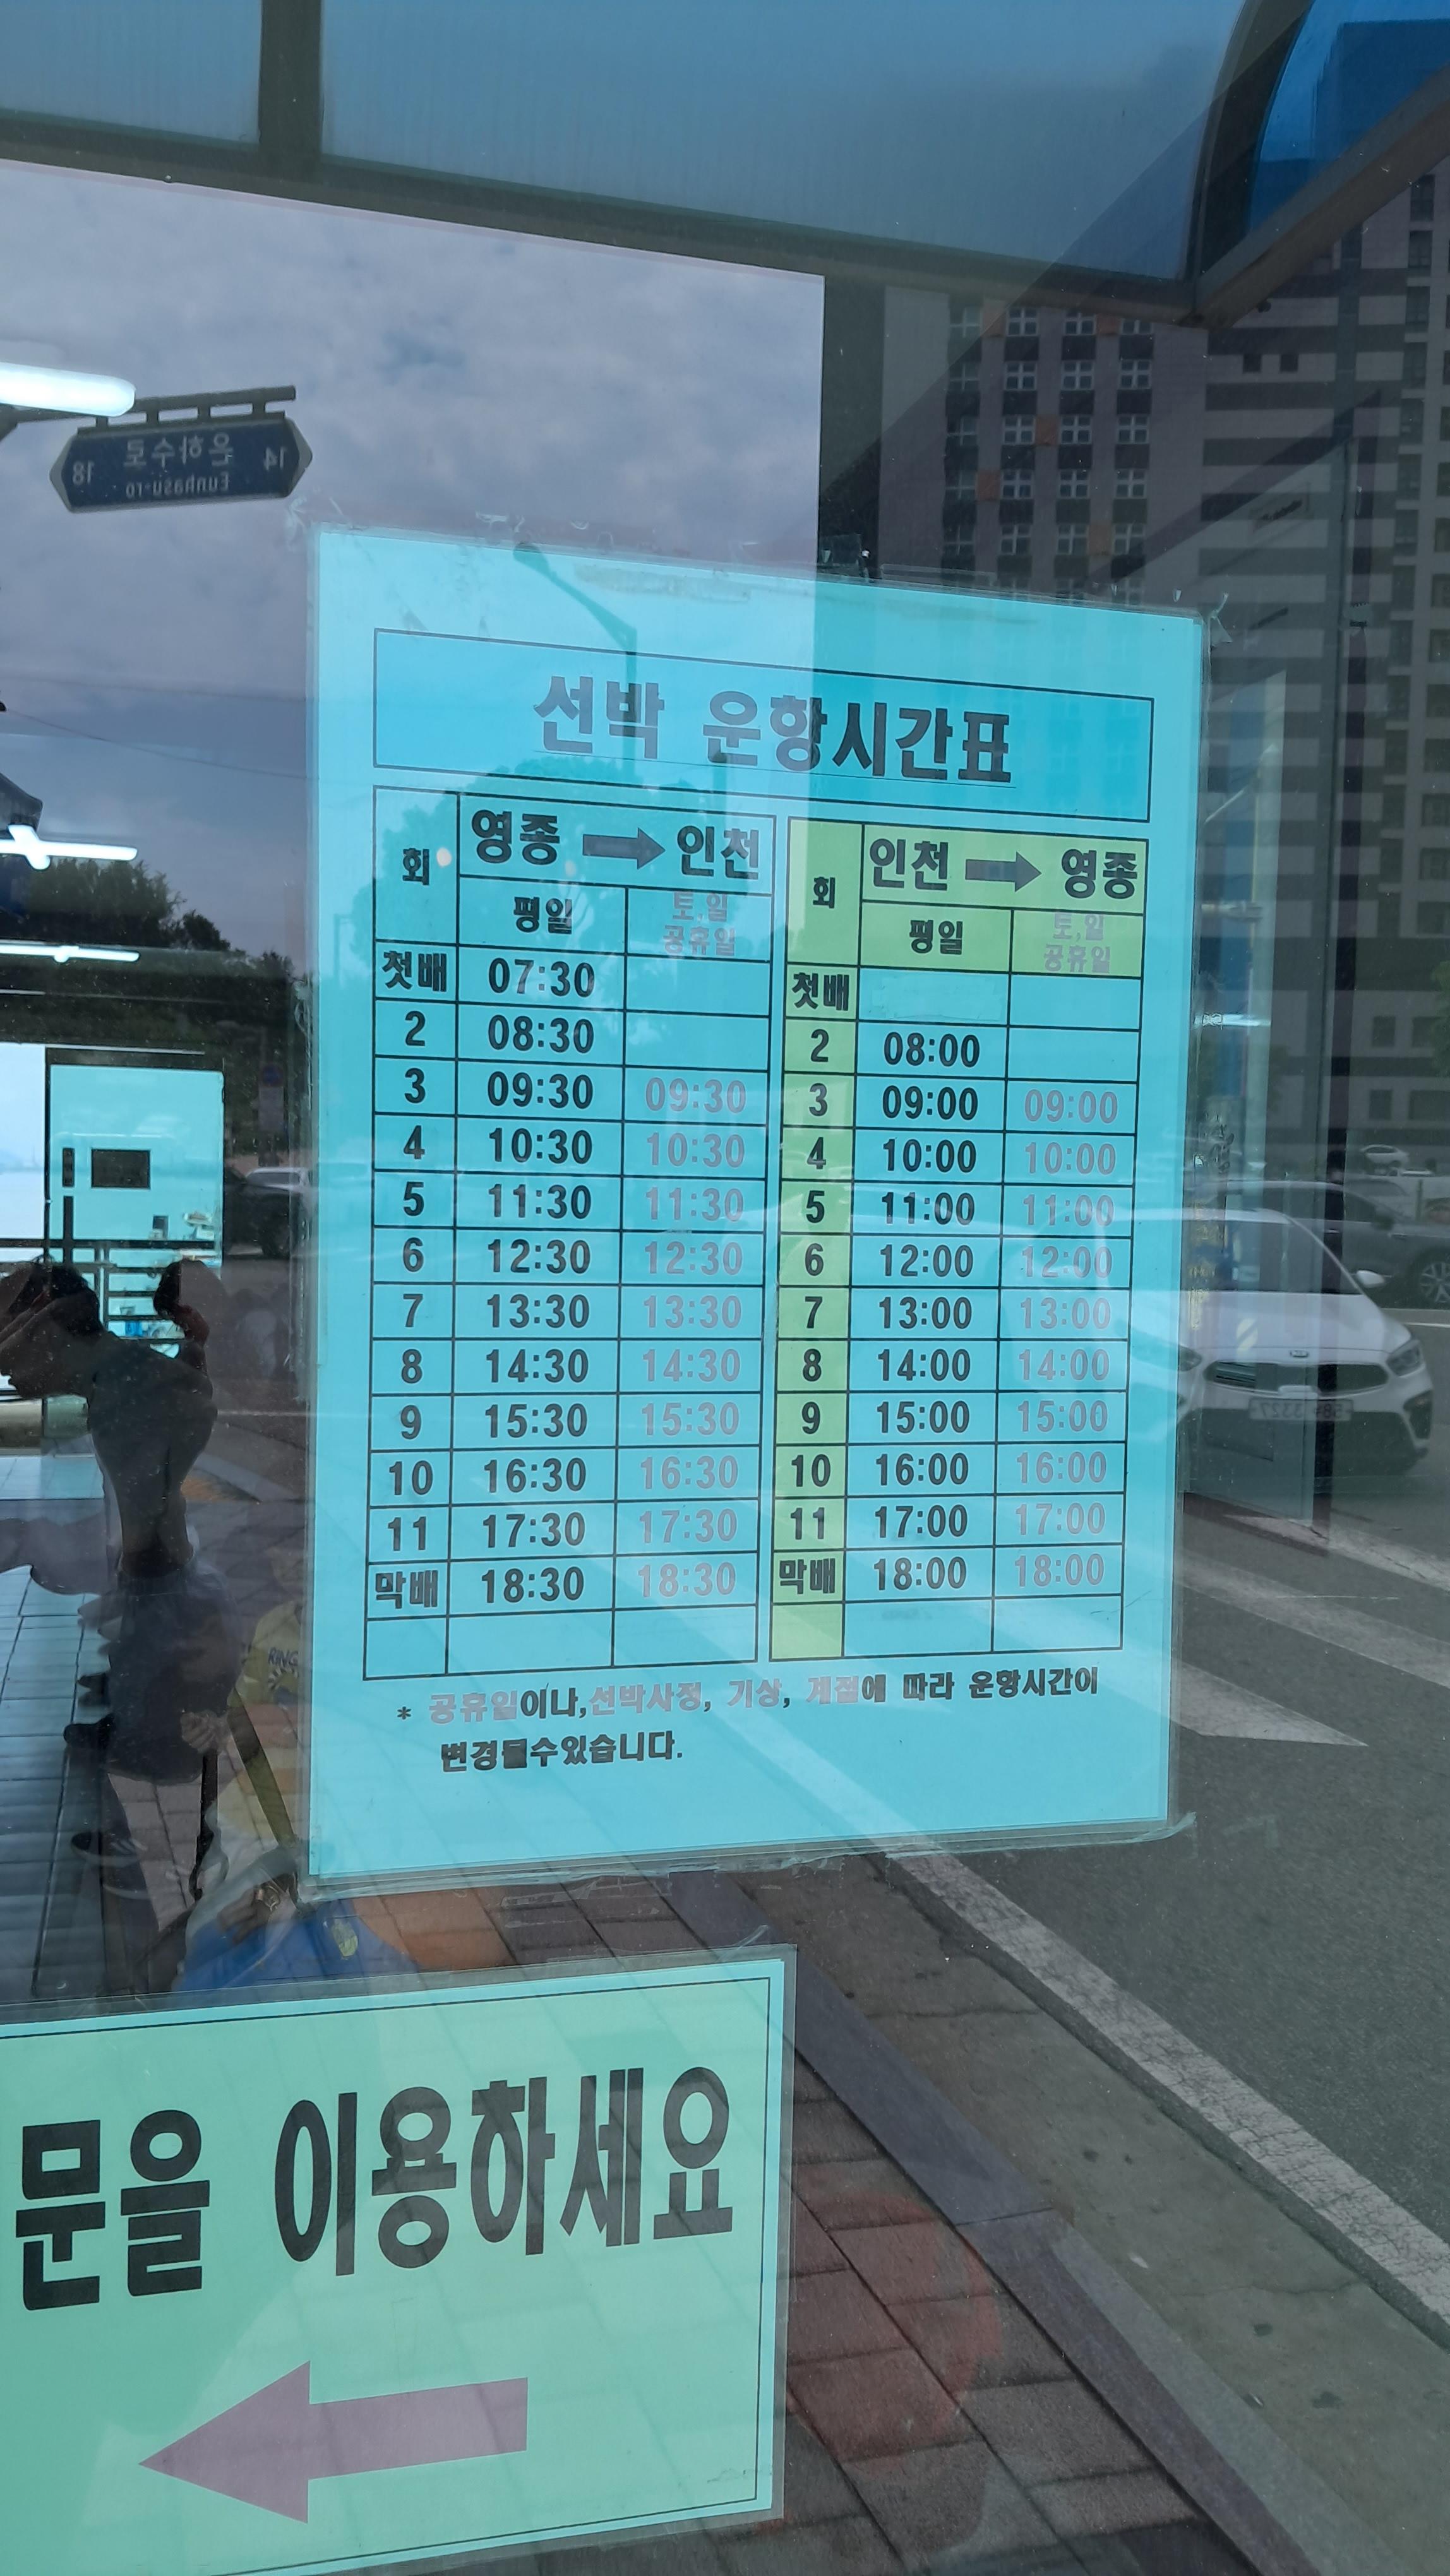 은하수로
14
18
Eunhasu-ro
선박 운항시간표
회 영종 → 인천 회 인천 → 영종
평일 토,일 공휴일 평일 토,일 공휴일
첫배 07:30 첫배
2 08:30 2 08:00
3 09:30 09:30 3 09:00 09:00
4 10:30 10:30 4 10:00 10:00
5 11:30 11:30 5 11:00 11:00
6 12:30 12:30 6 12:00 12:00
7 13:30 13:30 7 13:00 13:00
8 14:30 14:30 8 14:00 14:00
9 15:30 15:30 9 15:00 15:00
10 16:30 16:30 10 16:00 16:00
11 17:30 17:30 11 17:00 17:00
막배 18:30 18:30 막배 18:00 18:00
* 공휴일이나,선박사정, 기상, 계절에 따라 운항시간이
변경될수있습니다.
문을 이용하세요